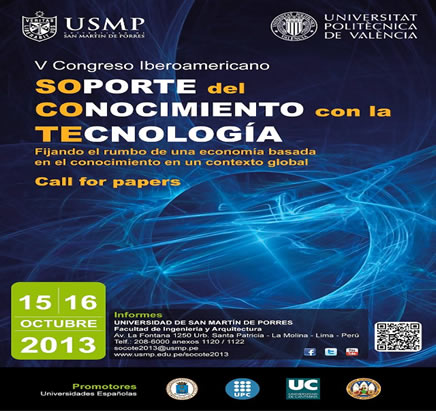 USMP
SAN MARTÍN DE PORRES
UNIVERSITAT
POLITÈCNICA
DE VALÈNCIA
V Congreso Iberoamericano
SOPORTE del
CONOCIMIENTO con la
TECNOLOGÍA
Fijando el rumbo de una economía basada
en el conocimiento en un contexto global
Call for papers
15 16
OCTUBRE
2013
Informes
UNIVERSIDAD DE SAN MARTÍN DE PORRES
Facultad de Ingeniería y Arquitectura
Av. La Fontana 1250 Urb. Santa Patricia - La Molina - Lima - Perú
Telf.: 208-6000 anexos 1120 / 1122
socote2013@usmp.pe
www.usmp.edu.pe/socote2013
Promotores
Universidades Españolas
UPC
UC